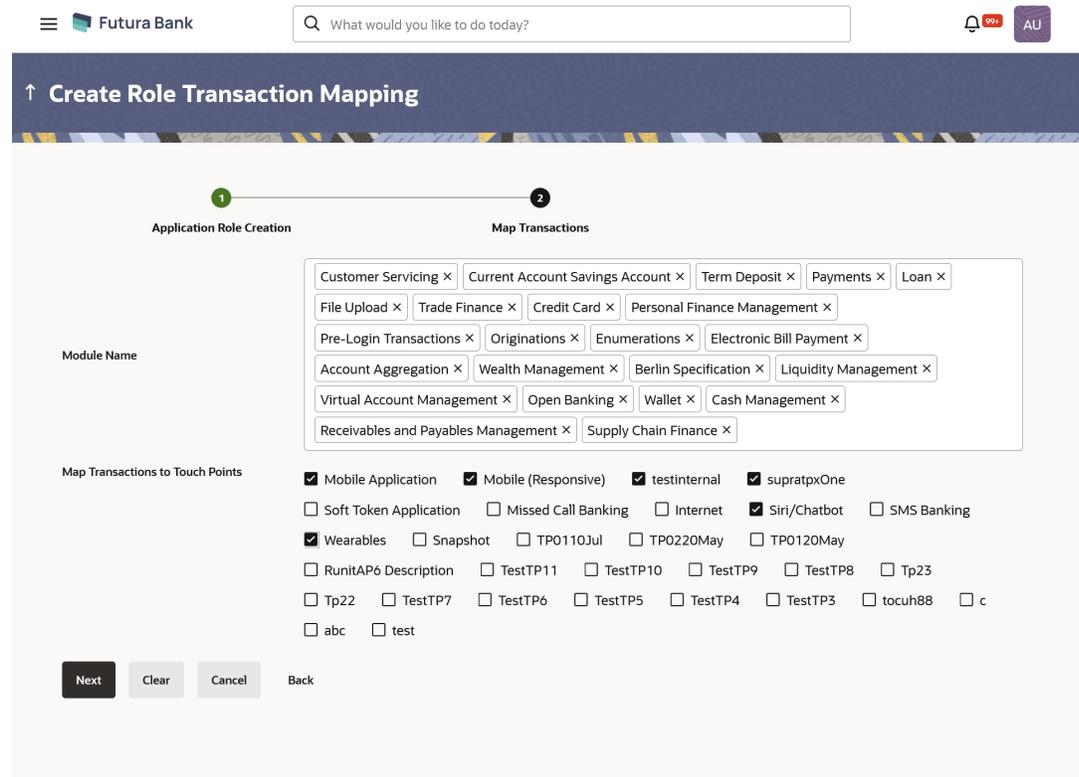 Futura Bank What would you like to do today? 99+ AU
Create Role Transaction Mapping
1 2
Application Role Creation Map Transactions
Module Name
Customer Servicing × Current Account Savings Account × Term Deposit × Payments × Loan ×
File Upload × Trade Finance × Credit Card × Personal Finance Management ×
Pre-Login Transactions × Originations × Enumerations × Electronic Bill Payment ×
Account Aggregation × Wealth Management × Berlin Specification × Liquidity Management ×
Virtual Account Management × Open Banking × Wallet × Cash Management ×
Receivables and Payables Management × Supply Chain Finance ×
Map Transactions to Touch Points
Mobile Application Mobile (Responsive) testinternal supratpxOne
Soft Token Application Missed Call Banking Internet Siri/Chatbot SMS Banking
Wearables Snapshot TP0110Jul TP0220May TP0120May
RunitAP6 Description TestTP11 TestTP10 TestTP9 TestTP8 Tp23
Tp22 TestTP7 TestTP6 TestTP5 TestTP4 TestTP3 tocuh88 c
abc test
Next Clear Cancel Back